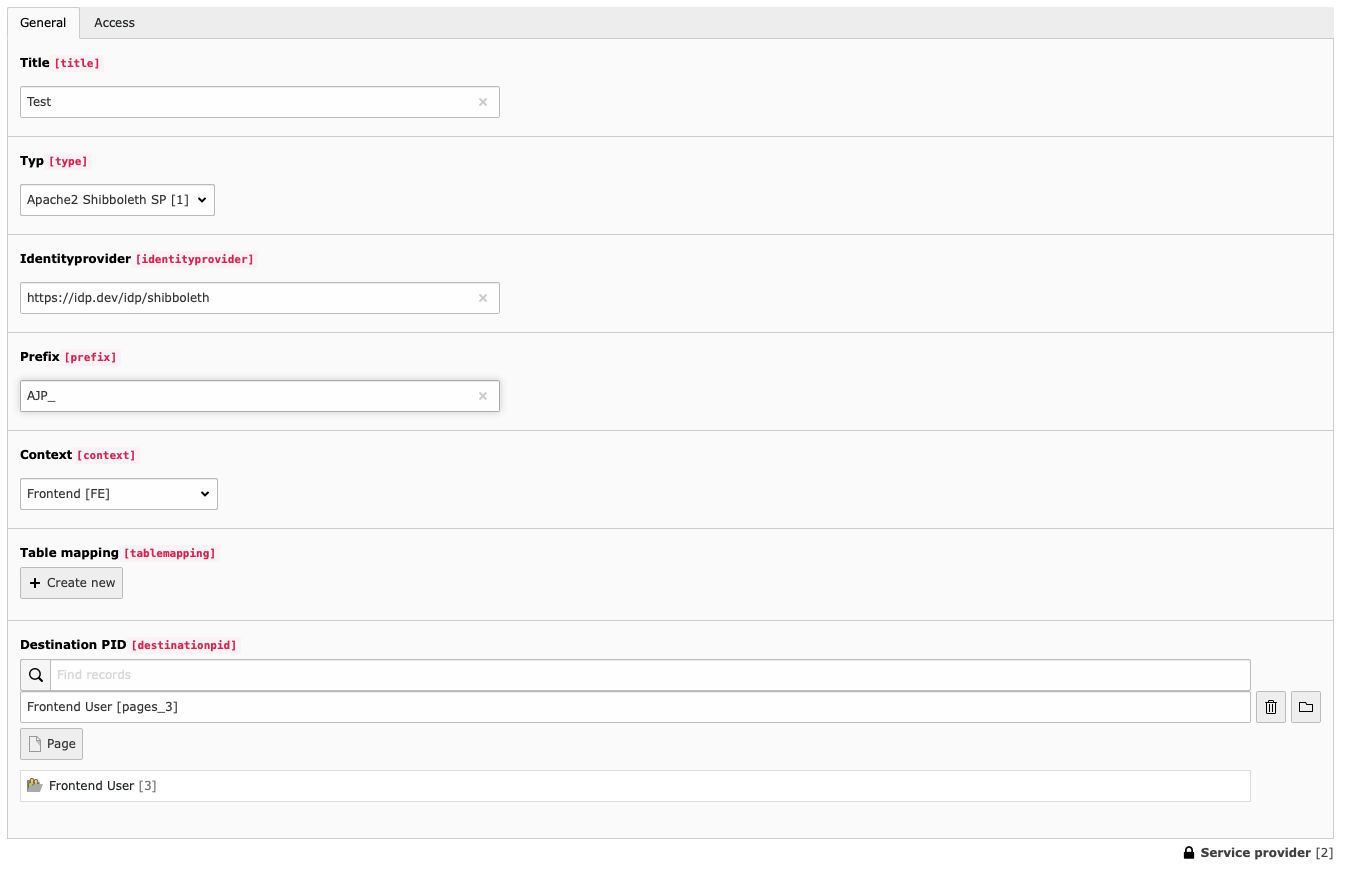 General Access
Title [title]
Test ×
Typ [type]
Apache2 Shibboleth SP [1]
Identityprovider [identityprovider]
https://idp.dev/idp/shibboleth ×
Prefix [prefix]
AJP_ ×
Context [context]
Frontend [FE]
Table mapping [tablemapping]
+ Create new
Destination PID [destinationpid]
Find records
Frontend User [pages_3]
Page
Frontend User [3]
Service provider [2]